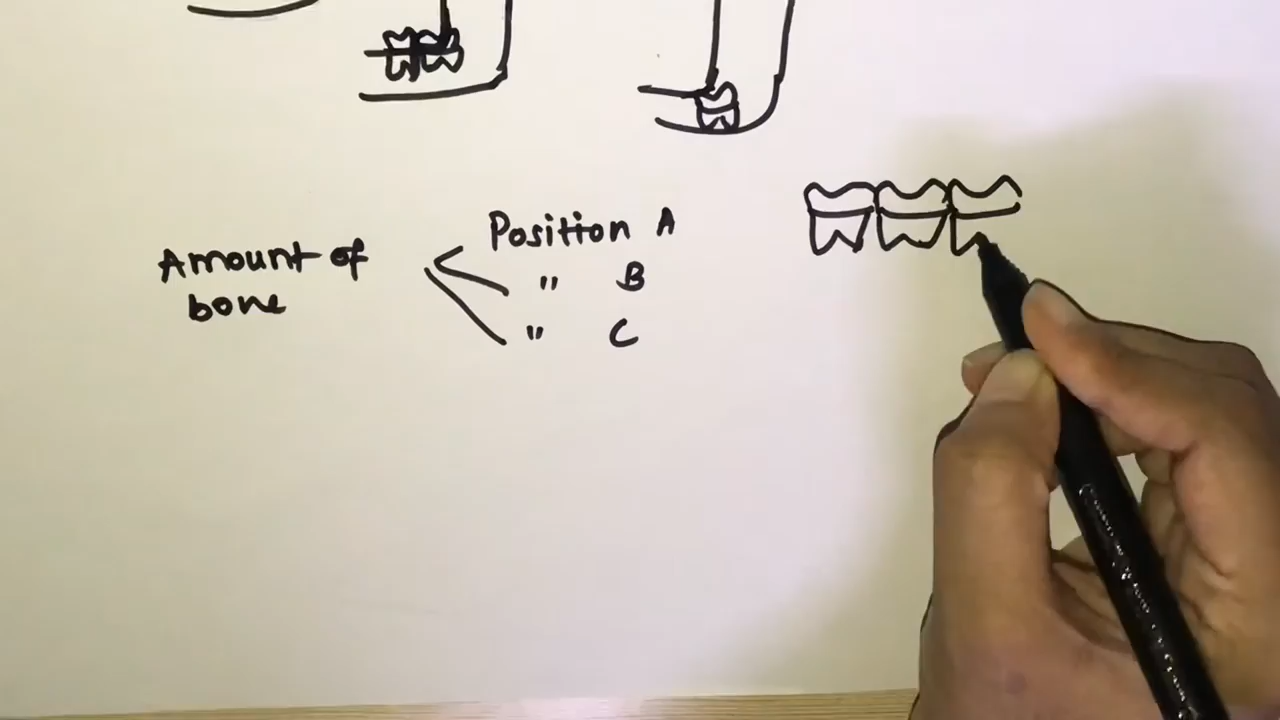 Amount of
bone
Position A
" B
" C